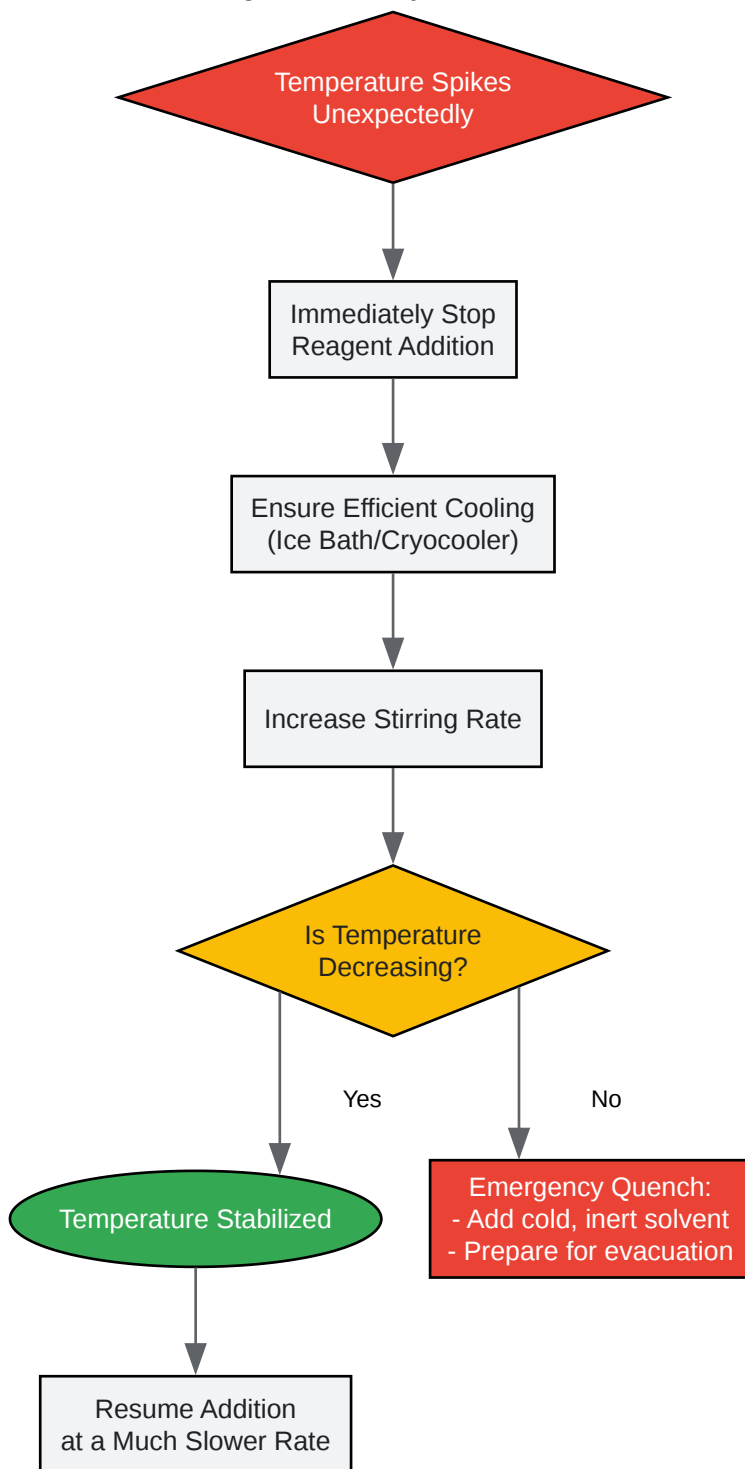 Temperature Spikes
Unexpectedly
Immediately Stop
Reagent Addition
Ensure Efficient Cooling
(Ice Bath/Cryocooler)
Increase Stirring Rate
Is Temperature
Decreasing?
Yes
No
Temperature Stabilized
Emergency Quench:
- Add cold, inert solvent
- Prepare for evacuation
Resume Addition
at a Much Slower Rate